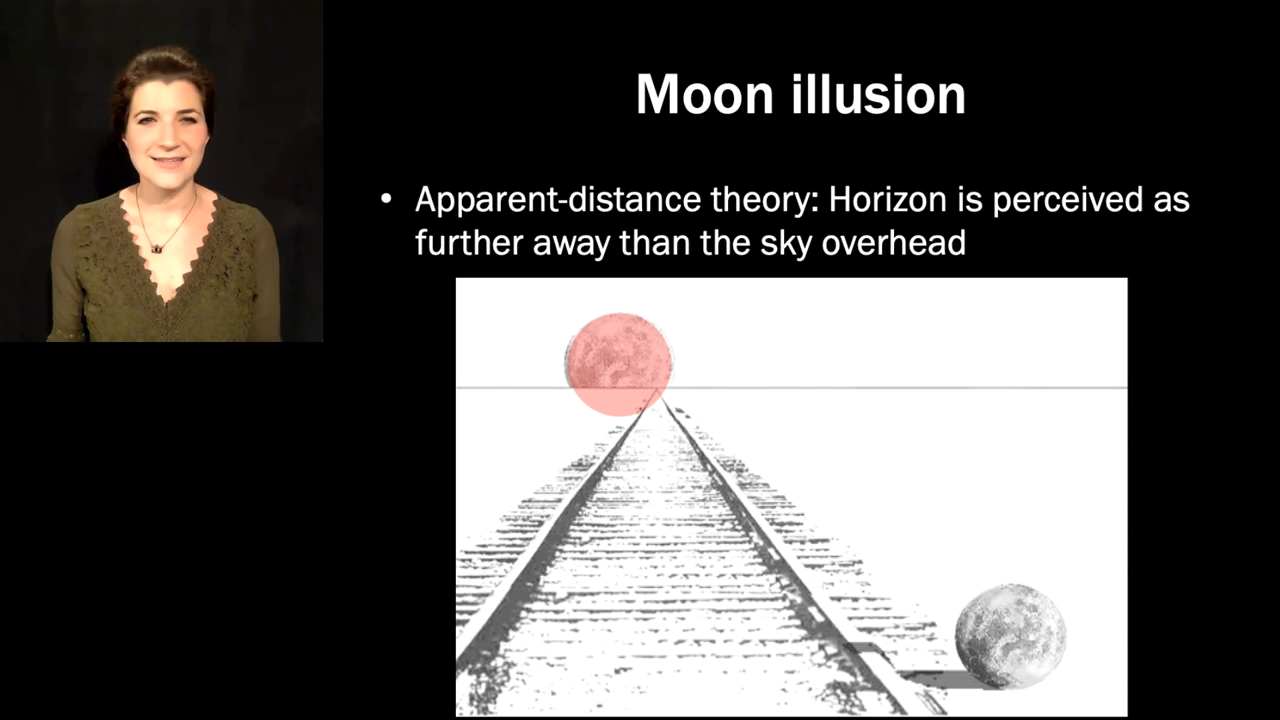 Moon illusion
• Apparent-distance theory: Horizon is perceived as
further away than the sky overhead